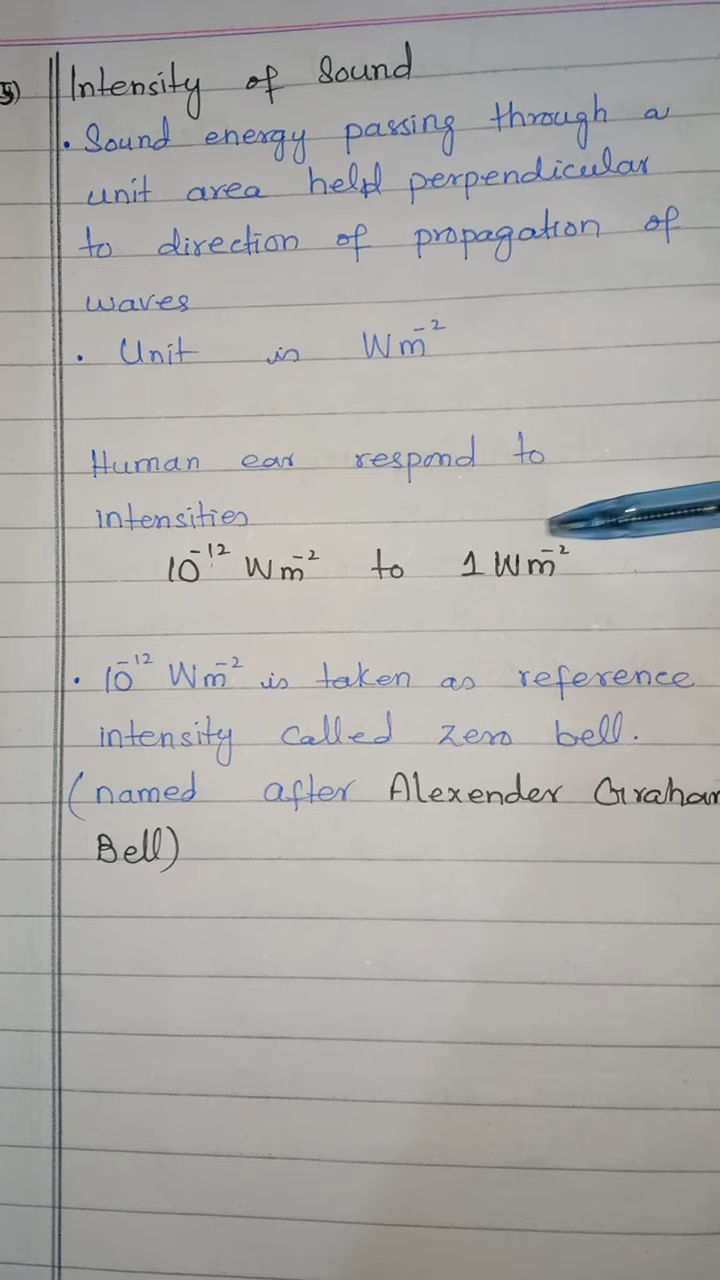 5) Intensity of Sound
• Sound energy passing through a
unit area held perpendicular
to direction of propagation of
waves
• Unit is Wm⁻²
Human ear respond to
intensities
10⁻¹² Wm⁻² to 1 Wm⁻²
• 10⁻¹² Wm⁻² is taken as reference
intensity called zero bell.
(named after Alexender Graham
Bell)